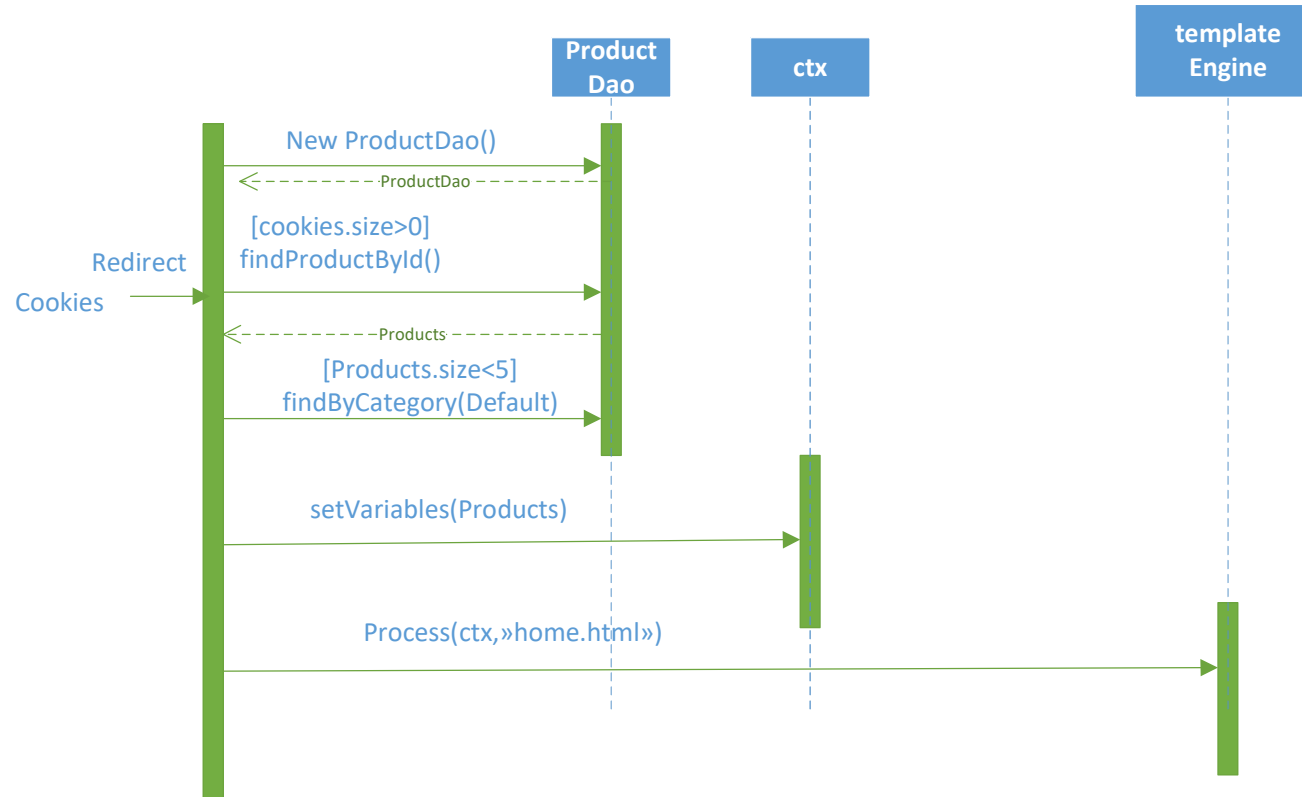 Product
Dao
ctx
template
Engine
New ProductDao()
ProductDao
[cookies.size>0]
findProductById()
Redirect
Cookies
Products
[Products.size<5]
findByCategory(Default)
setVariables(Products)
Process(ctx,»home.html»)